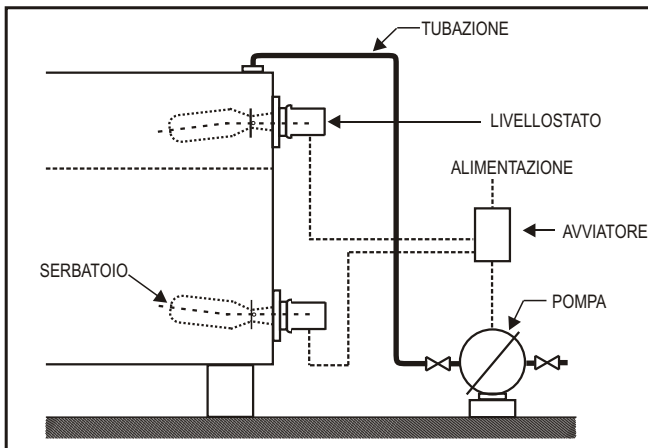 TUBAZIONE
LIVELLOSTATO
ALIMENTAZIONE
AVVIATORE
SERBATOIO
POMPA